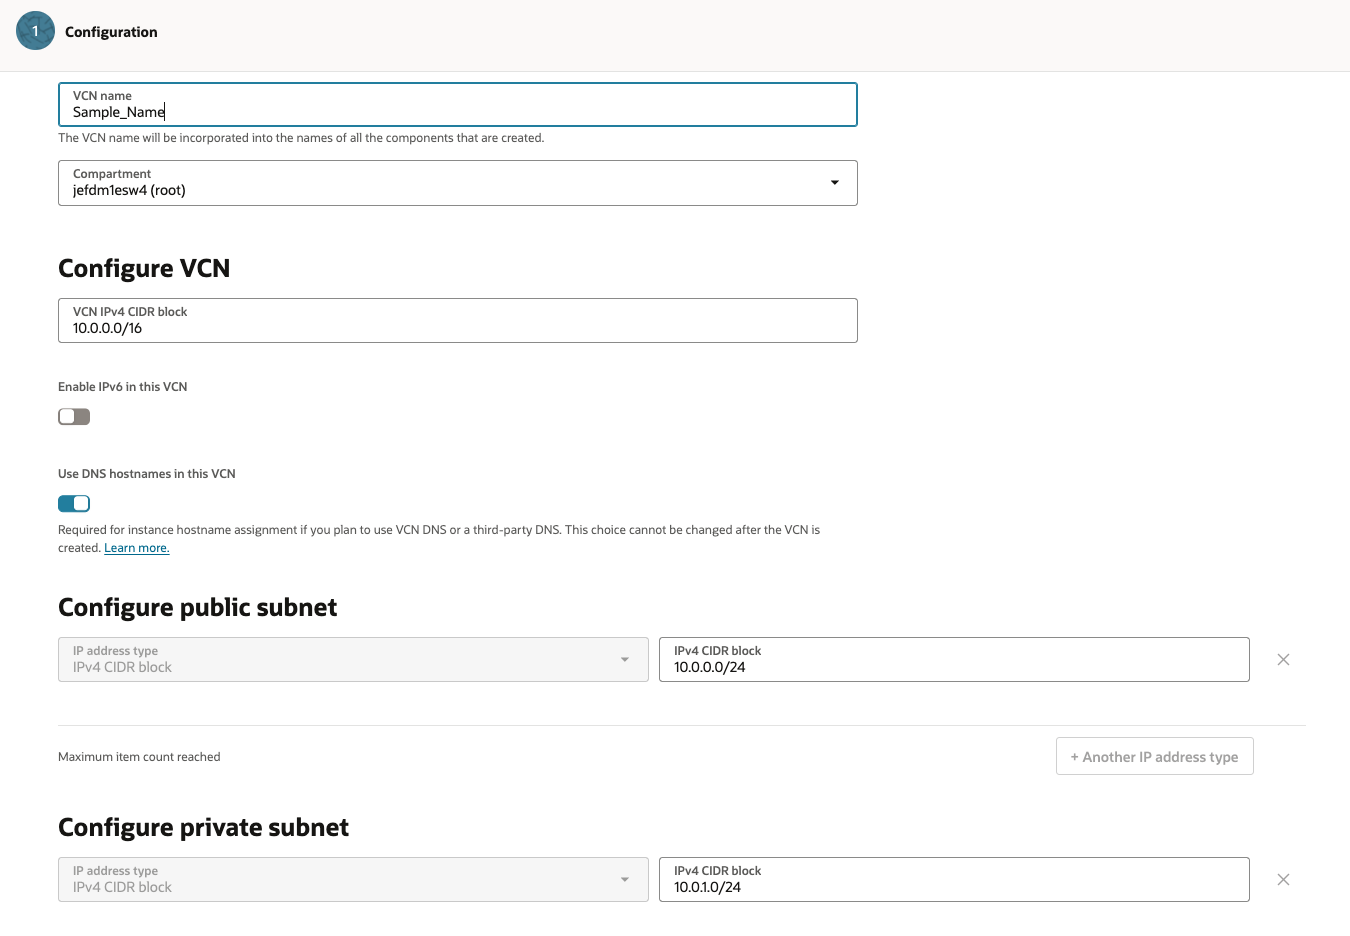 1
Configuration
VCN name
Sample_Name
The VCN name will be incorporated into the names of all the components that are created.
Compartment
jefdm1esw4 (root)
Configure VCN
VCN IPv4 CIDR block
10.0.0.0/16
Enable IPv6 in this VCN
Use DNS hostnames in this VCN
Required for instance hostname assignment if you plan to use VCN DNS or a third-party DNS. This choice cannot be changed after the VCN is
created. Learn more.
Configure public subnet
IP address type
IPv4 CIDR block
IPv4 CIDR block
10.0.0.0/24
Maximum item count reached
+ Another IP address type
Configure private subnet
IP address type
IPv4 CIDR block
IPv4 CIDR block
10.0.1.0/24